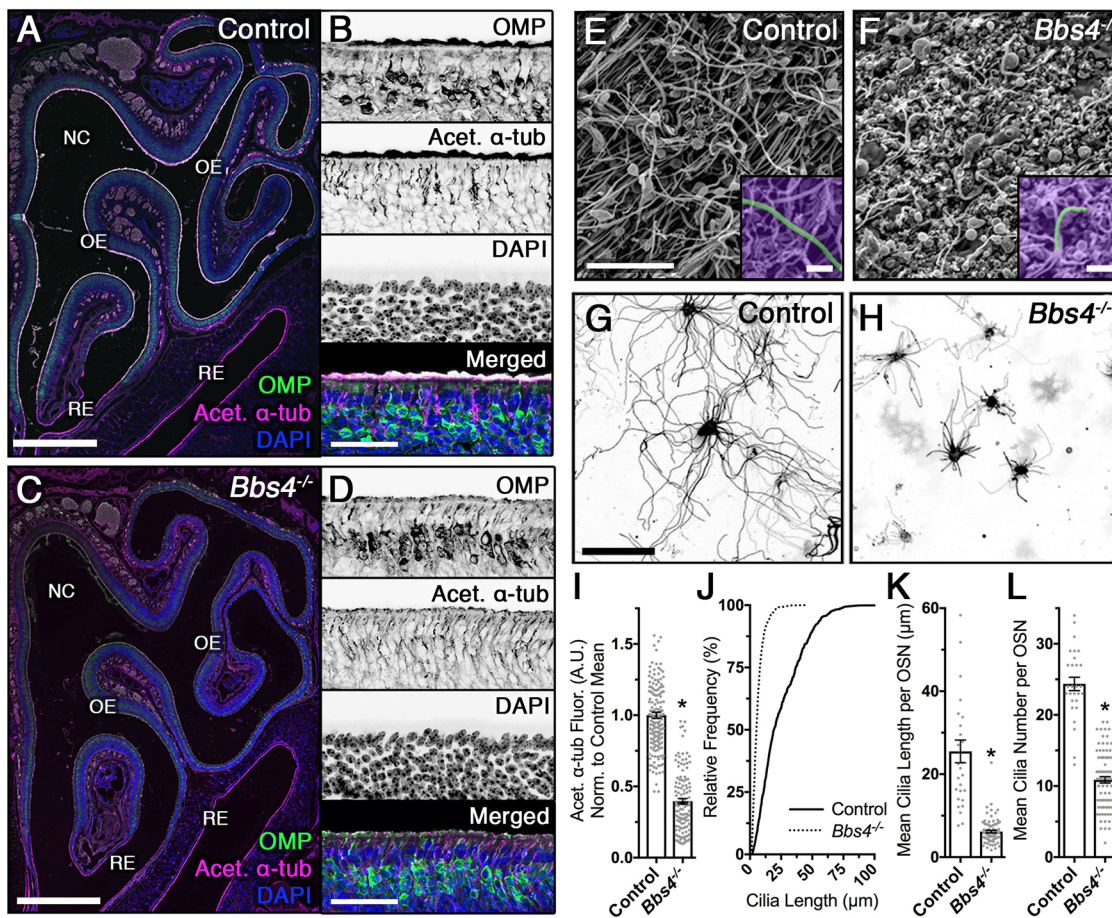 A
Control
NC
OE
OE
RE
RE
OMP
Acet. α-tub
DAPI
B
OMP
Acet. α-tub
DAPI
Merged
C
Bbs4-/-
NC
OE
OE
RE
RE
OMP
Acet. α-tub
DAPI
D
OMP
Acet. α-tub
DAPI
Merged
E
Control
F
Bbs4-/-
G
Control
H
Bbs4-/-
I
Acet. α-tub Fluor. (A.U.)
Norm. to Control Mean
1.5
1.0
0.5
0.0
*
Control
Bbs4-/-
J
Relative Frequency (%)
100
75
50
25
0
Control
Bbs4-/-
0
25
50
75
100
Cilia Length (µm)
K
Mean Cilia Length per OSN (µm)
60
40
20
0
*
Control
Bbs4-/-
L
Mean Cilia Number per OSN
30
20
10
0
*
Control
Bbs4-/-